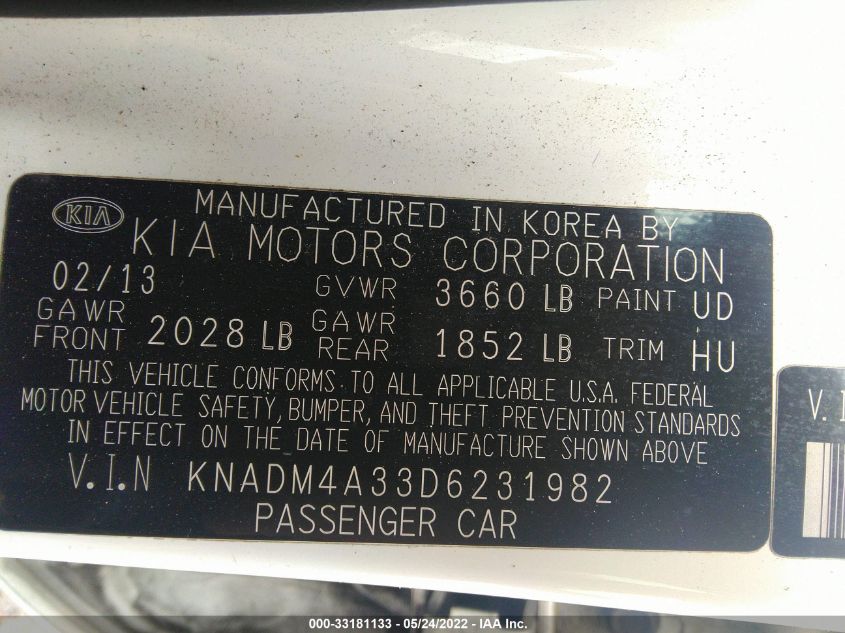 KIA
MANUFACTURED IN KOREA BY
KIA MOTORS CORPORATION
02/13 GVWR 3660 LB PAINT UD
GAWR FRONT 2028 LB GAWR REAR 1852 LB TRIM HU
THIS VEHICLE CONFORMS TO ALL APPLICABLE U.S.A. FEDERAL
MOTOR VEHICLE SAFETY, BUMPER, AND THEFT PREVENTION STANDARDS
IN EFFECT ON THE DATE OF MANUFACTURE SHOWN ABOVE
V.I.N KNADM4A33D6231982
PASSENGER CAR
V.I
000-33181133 - 05/24/2022 - IAA Inc.